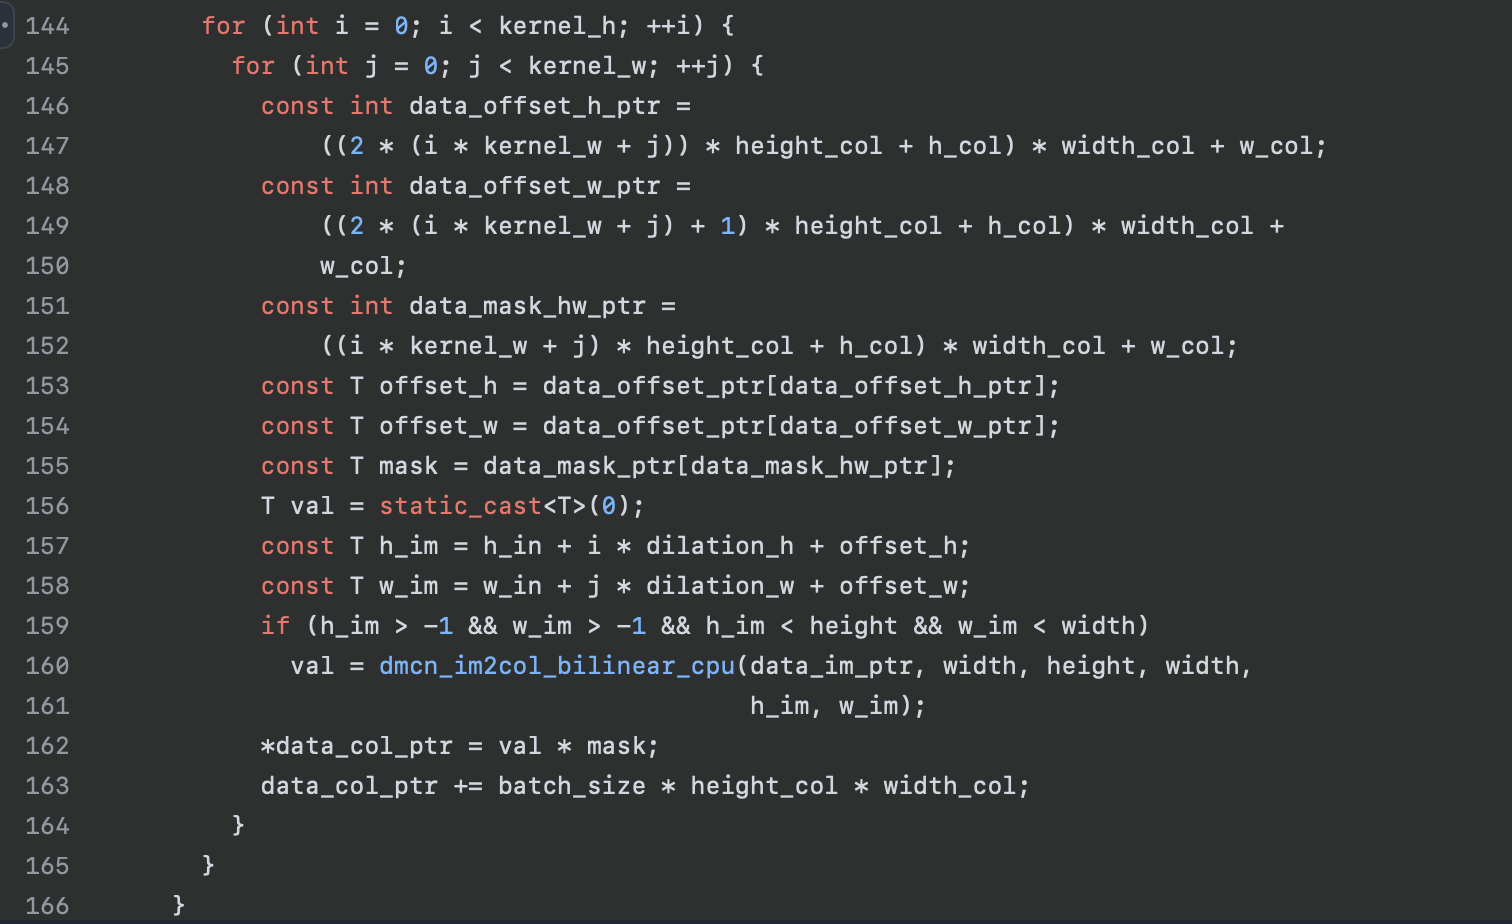 144 for (int i = 0; i < kernel_h; ++i) {
145 for (int j = 0; j < kernel_w; ++j) {
146 const int data_offset_h_ptr =
147 ((2 * (i * kernel_w + j)) * height_col + h_col) * width_col + w_col;
148 const int data_offset_w_ptr =
149 ((2 * (i * kernel_w + j) + 1) * height_col + h_col) * width_col +
150 w_col;
151 const int data_mask_hw_ptr =
152 ((i * kernel_w + j) * height_col + h_col) * width_col + w_col;
153 const T offset_h = data_offset_ptr[data_offset_h_ptr];
154 const T offset_w = data_offset_ptr[data_offset_w_ptr];
155 const T mask = data_mask_ptr[data_mask_hw_ptr];
156 T val = static_cast<T>(0);
157 const T h_im = h_in + i * dilation_h + offset_h;
158 const T w_im = w_in + j * dilation_w + offset_w;
159 if (h_im > -1 && w_im > -1 && h_im < height && w_im < width)
160 val = dmcn_im2col_bilinear_cpu(data_im_ptr, width, height, width,
161 h_im, w_im);
162 *data_col_ptr = val * mask;
163 data_col_ptr += batch_size * height_col * width_col;
164 }
165 }
166 }